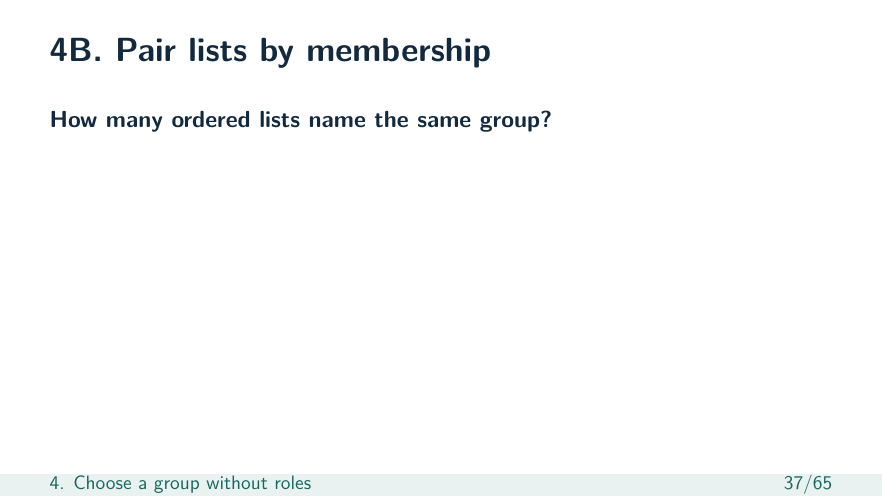 4B. Pair lists by membership
How many ordered lists name the same group?
4. Choose a group without roles
37/65